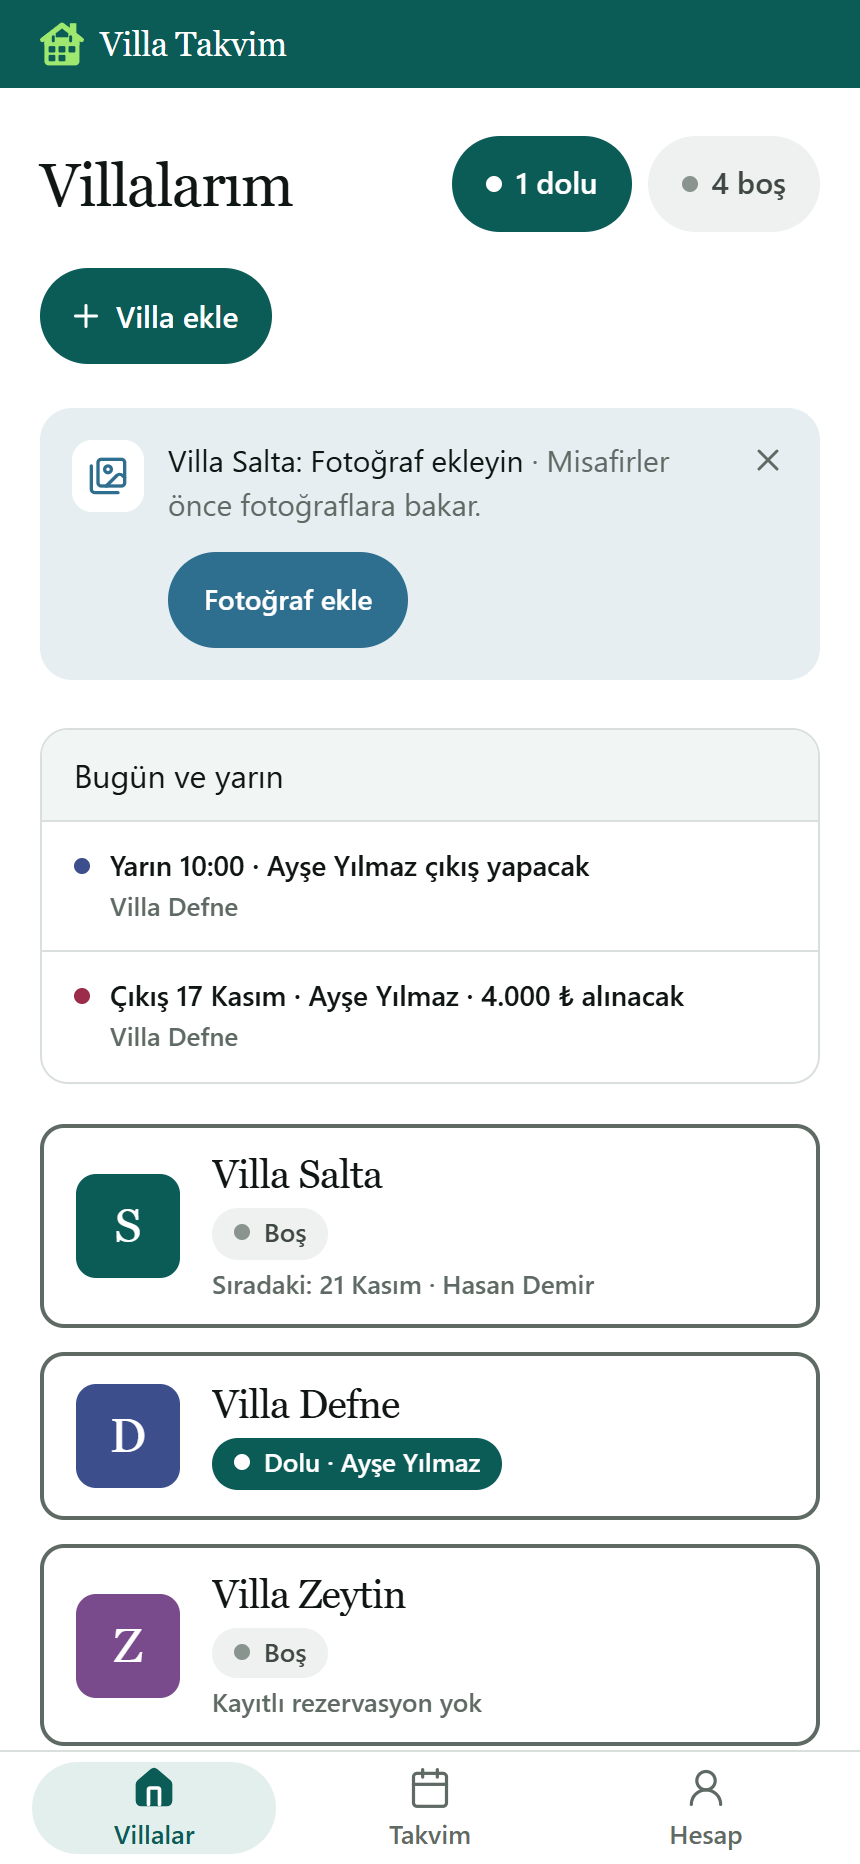 Villa Takvim
Villalarım
1 dolu
4 boş
+ Villa ekle
Villa Salta: Fotoğraf ekleyin · Misafirler
önce fotoğraflara bakar.
Fotoğraf ekle
Bugün ve yarın
Yarın 10:00 · Ayşe Yılmaz çıkış yapacak
Villa Defne
Çıkış 17 Kasım · Ayşe Yılmaz · 4.000 ₺ alınacak
Villa Defne
S
Villa Salta
Boş
Sıradaki: 21 Kasım · Hasan Demir
D
Villa Defne
Dolu · Ayşe Yılmaz
Z
Villa Zeytin
Boş
Kayıtlı rezervasyon yok
Villalar
Takvim
Hesap